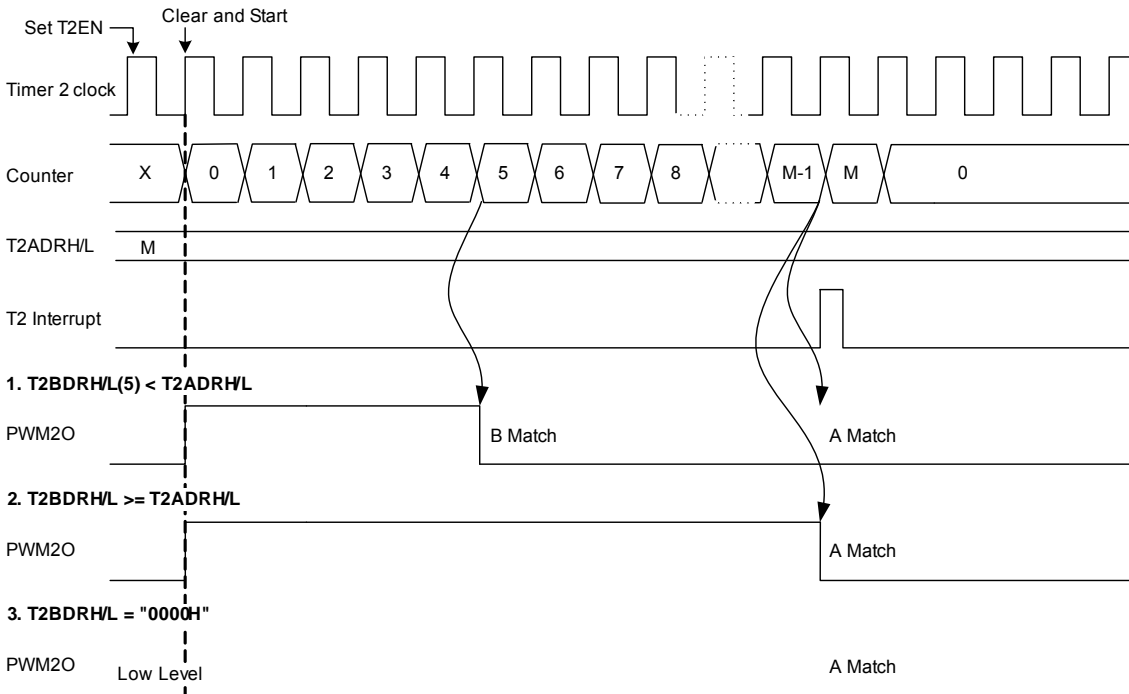 Set T2EN
Clear and Start
Timer 2 clock
Counter X 0 1 2 3 4 5 6 7 8 M-1 M 0
T2ADRH/L M
T2 Interrupt
1. T2BDRH/L(5) < T2ADRH/L
PWM2O B Match A Match
2. T2BDRH/L >= T2ADRH/L
PWM2O A Match
3. T2BDRH/L = "0000H"
PWM2O Low Level A Match